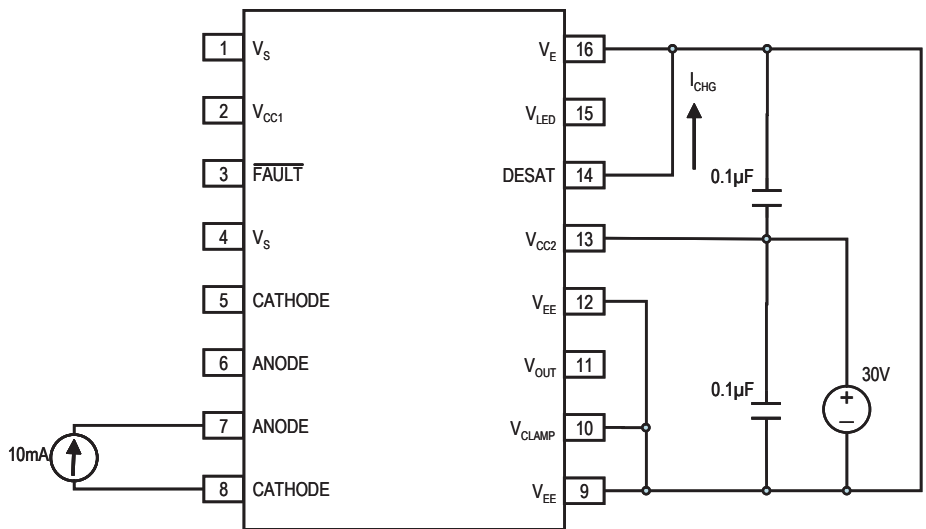 1 V_S
V_E 16
I_CHG
2 V_CC1
V_LED 15
3 FAULT
DESAT 14
0.1µF
4 V_S
V_CC2 13
5 CATHODE
V_EE 12
6 ANODE
V_OUT 11
30V
0.1µF
+
7 ANODE
V_CLAMP 10
–
10mA
8 CATHODE
V_EE 9